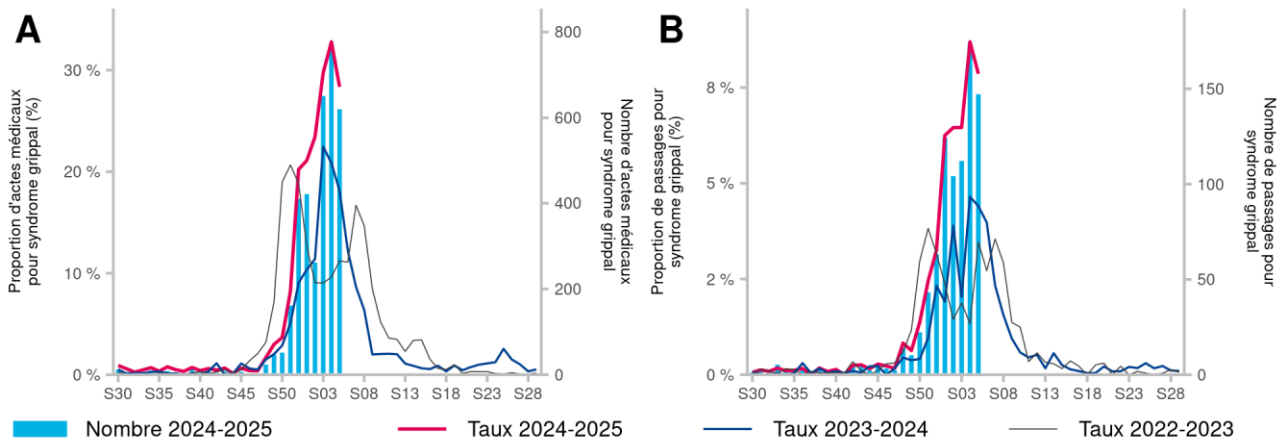 A
Proportion d'actes médicaux
pour syndrome grippal (%)
30 %
20 %
10 %
0 %
800
600
400
200
0
Nombre d'actes médicaux
pour syndrome grippal
S30
S35
S40
S45
S50
S03
S08
S13
S18
S23
S28
B
Proportion de passages pour
syndrome grippal (%)
8 %
5 %
2 %
0 %
150
100
50
0
Nombre de passages pour
syndrome grippal
S30
S35
S40
S45
S50
S03
S08
S13
S18
S23
S28
Nombre 2024-2025
Taux 2024-2025
Taux 2023-2024
Taux 2022-2023